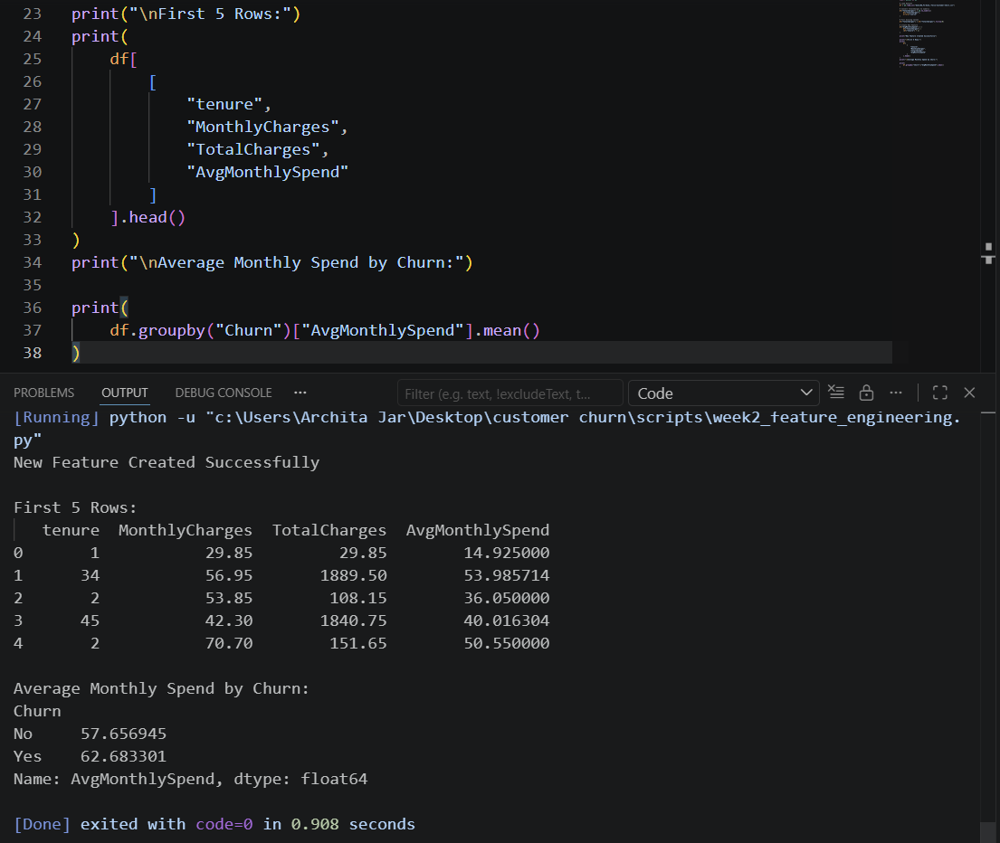 23 print("\nFirst 5 Rows:")
24 print(
25     df[
26         [
27             "tenure",
28             "MonthlyCharges",
29             "TotalCharges",
30             "AvgMonthlySpend"
31         ]
32     ].head()
33 )
34 print("\nAverage Monthly Spend by Churn:")
35
36 print(
37     df.groupby("Churn")["AvgMonthlySpend"].mean()
38 )
PROBLEMS OUTPUT DEBUG CONSOLE ··· Filter (e.g. text, !excludeText, t... Code ···
[Running] python -u "c:\Users\Archita Jar\Desktop\customer churn\scripts\week2_feature_engineering.
py"
New Feature Created Successfully
First 5 Rows:
   tenure  MonthlyCharges  TotalCharges  AvgMonthlySpend
0       1           29.85         29.85        14.925000
1      34           56.95       1889.50        53.985714
2       2           53.85        108.15        36.050000
3      45           42.30       1840.75        40.016304
4       2           70.70        151.65        50.550000
Average Monthly Spend by Churn:
Churn
No     57.656945
Yes    62.683301
Name: AvgMonthlySpend, dtype: float64
[Done] exited with code=0 in 0.908 seconds